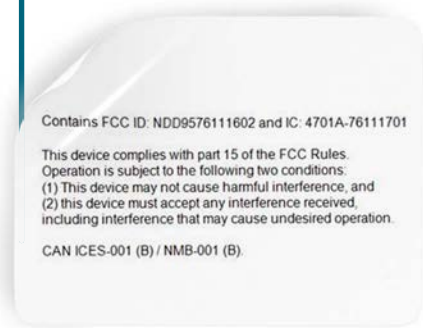 Contains FCC ID: NDD9576111602 and IC: 4701A-76111701
This device complies with part 15 of the FCC Rules.
Operation is subject to the following two conditions:
(1) This device may not cause harmful interference, and
(2) this device must accept any interference received,
including interference that may cause undesired operation.
CAN ICES-001 (B) / NMB-001 (B).